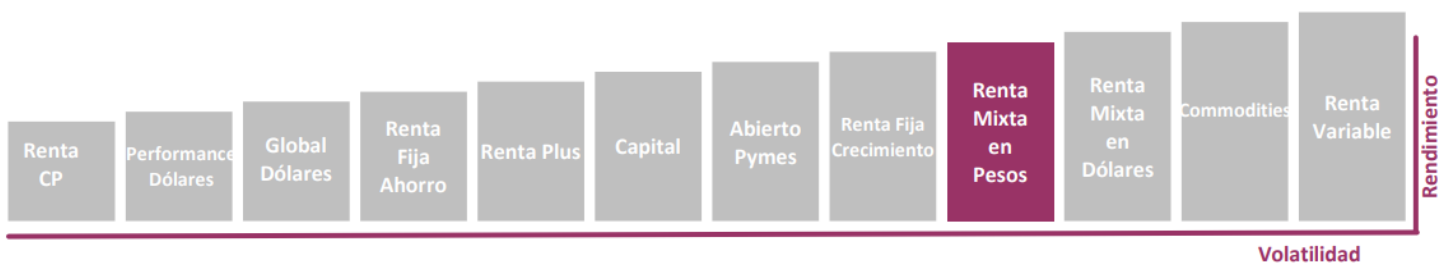 Renta
CP
Performance
Dólares
Global
Dólares
Renta
Fija
Ahorro
Renta Plus
Capital
Abierto
Pymes
Renta Fija
Crecimiento
Renta
Mixta
en
Pesos
Renta
Mixta
en
Dólares
Commodities
Renta
Variable
Rendimiento
Volatilidad